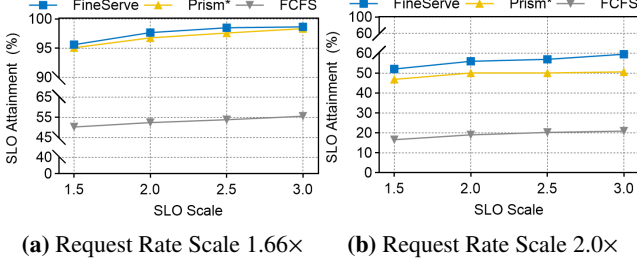 FineServe Prism* FCFS
FineServe Prism* FCFS
SLO Attainment (%)
100
95
90
65
55
45
40
0
1.5 2.0 2.5 3.0
SLO Scale
SLO Attainment (%)
100
60
60
50
40
30
20
10
0
1.5 2.0 2.5 3.0
SLO Scale
(a) Request Rate Scale 1.66×
(b) Request Rate Scale 2.0×